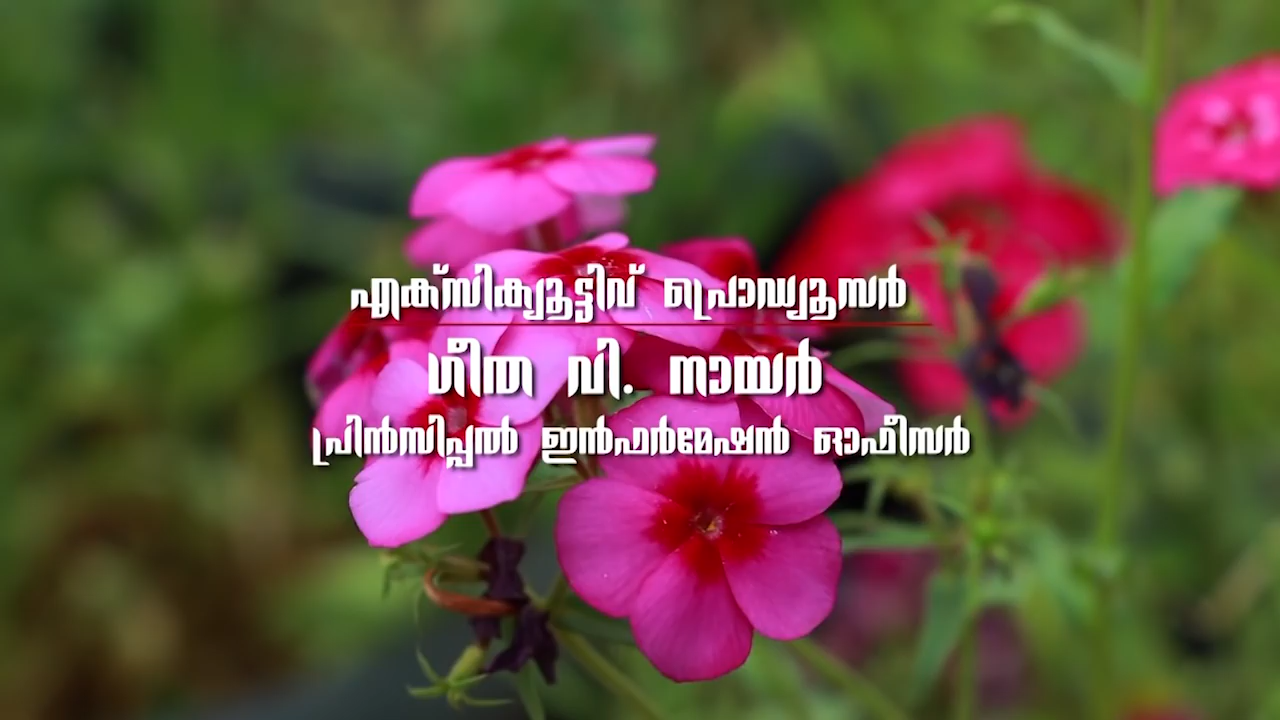 എക്സിക്യൂട്ടിവ് പ്രൊഡ്യൂസർ
ഗീത വി. നായർ
പ്രിൻസിപ്പൽ ഇൻഫർമേഷൻ ഓഫീസർ